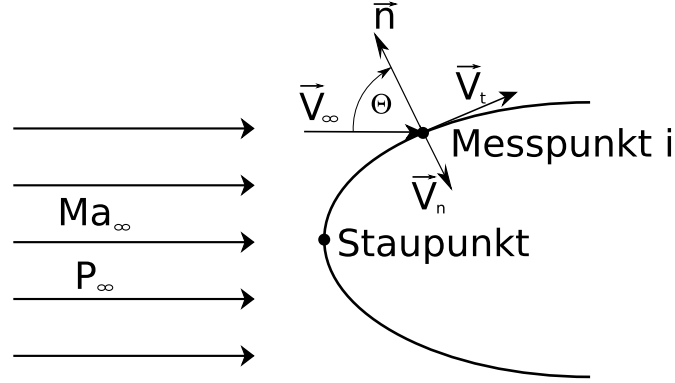 n
V∞
Θ
Vt
Messpunkt i
Vn
Ma∞
Staupunkt
P∞